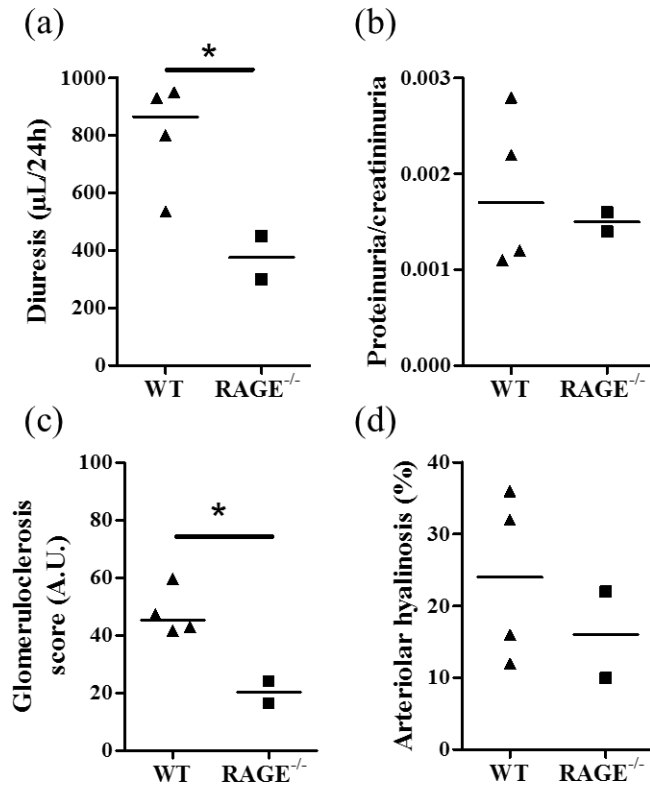 (a)
*
Diuresis (µL/24h)
1000
800
600
400
200
0
WT RAGE-/-
(b)
Proteinuria/creatininuria
0.003
0.002
0.001
0.000
WT RAGE-/-
(c)
*
Glomeruloclerosis
score (A.U.)
100
80
60
40
20
0
WT RAGE-/-
(d)
Arteriolar hyalinosis (%)
40
30
20
10
0
WT RAGE-/-